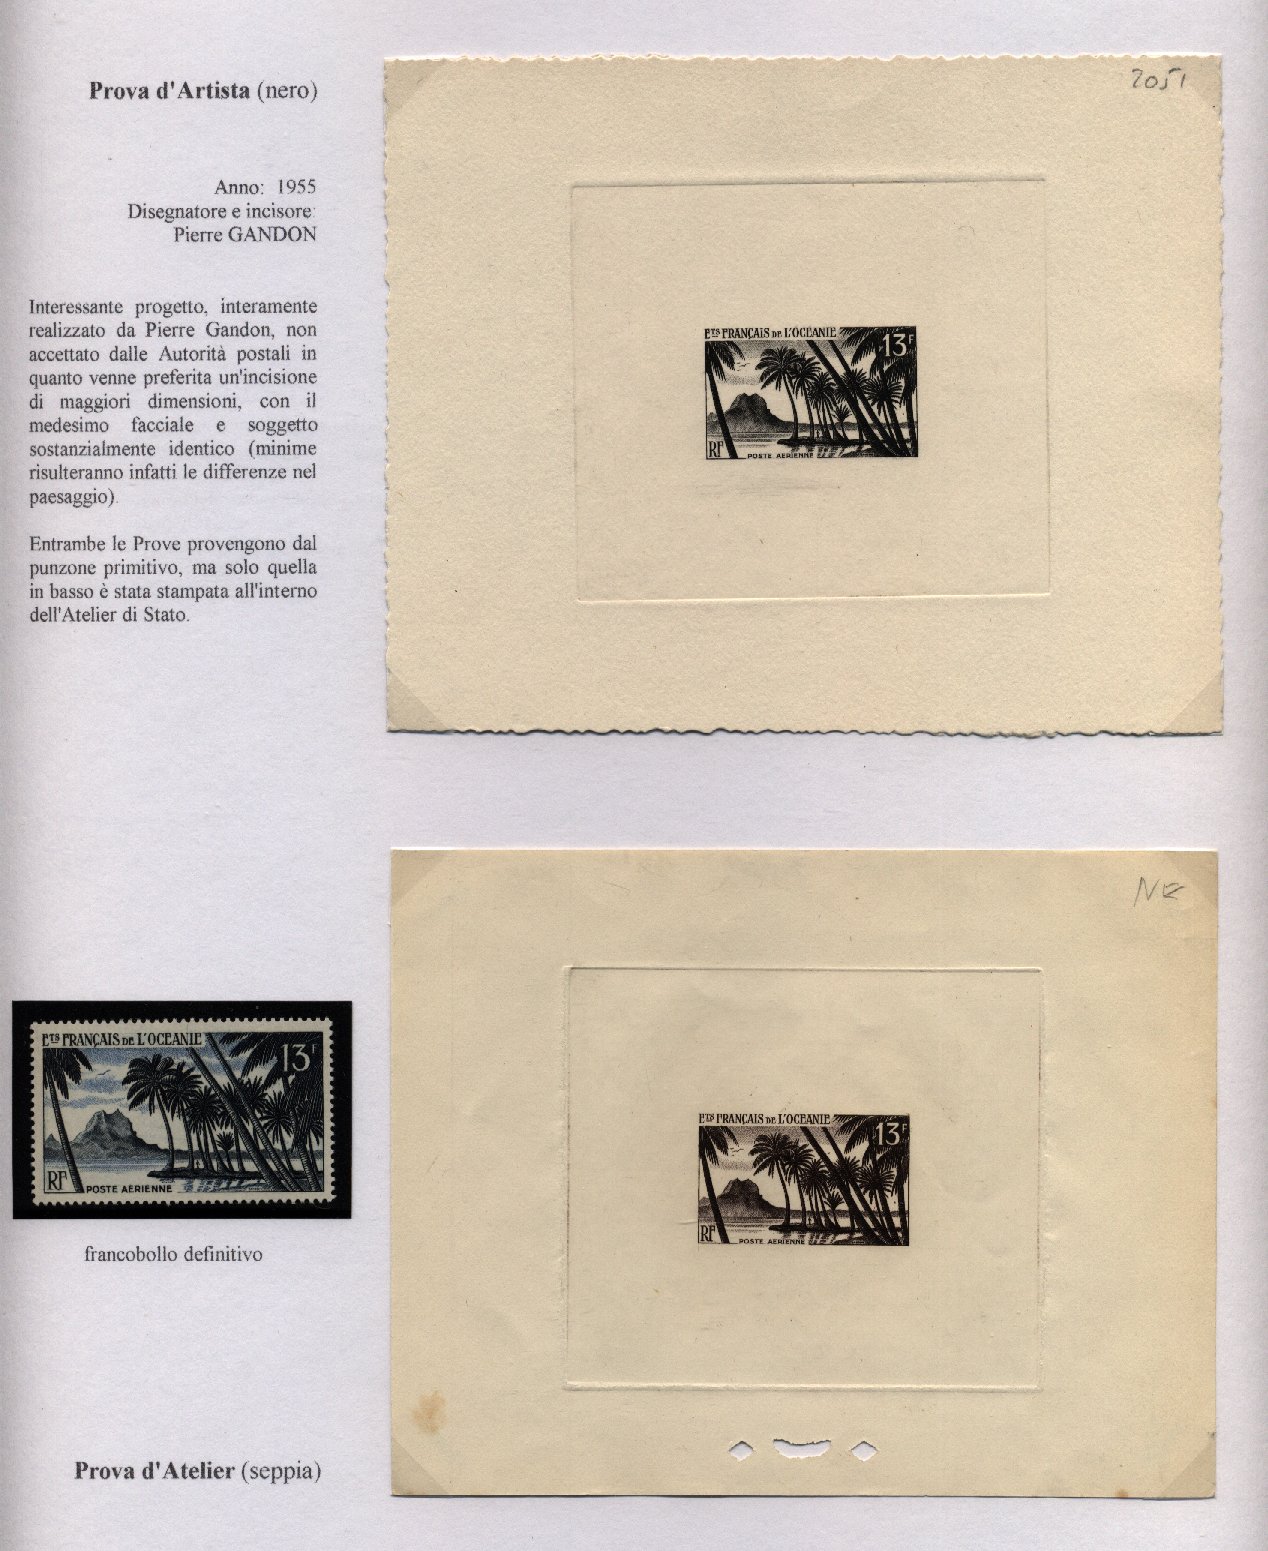 Prova d'Artista (nero)
Anno: 1955
Disegnatore e incisore:
Pierre GANDON
Interessante progetto, interamente
realizzato da Pierre Gandon, non
accettato dalle Autorità postali in
quanto venne preferita un'incisione
di maggiori dimensioni, con il
medesimo facciale e soggetto
sostanzialmente identico (minime
risulteranno infatti le differenze nel
paesaggio).
Entrambe le Prove provengono dal
punzone primitivo, ma solo quella
in basso è stata stampata all'interno
dell'Atelier di Stato.
2051
ETS FRANÇAIS DE L'OCEANIE
13F
RF
POSTE AERIENNE
ETS FRANÇAIS DE L'OCEANIE
13F
RF
POSTE AÉRIENNE
francobollo definitivo
ETS FRANÇAIS DE L'OCEANIE
13F
RF
POSTE AERIENNE
Prova d'Atelier (seppia)